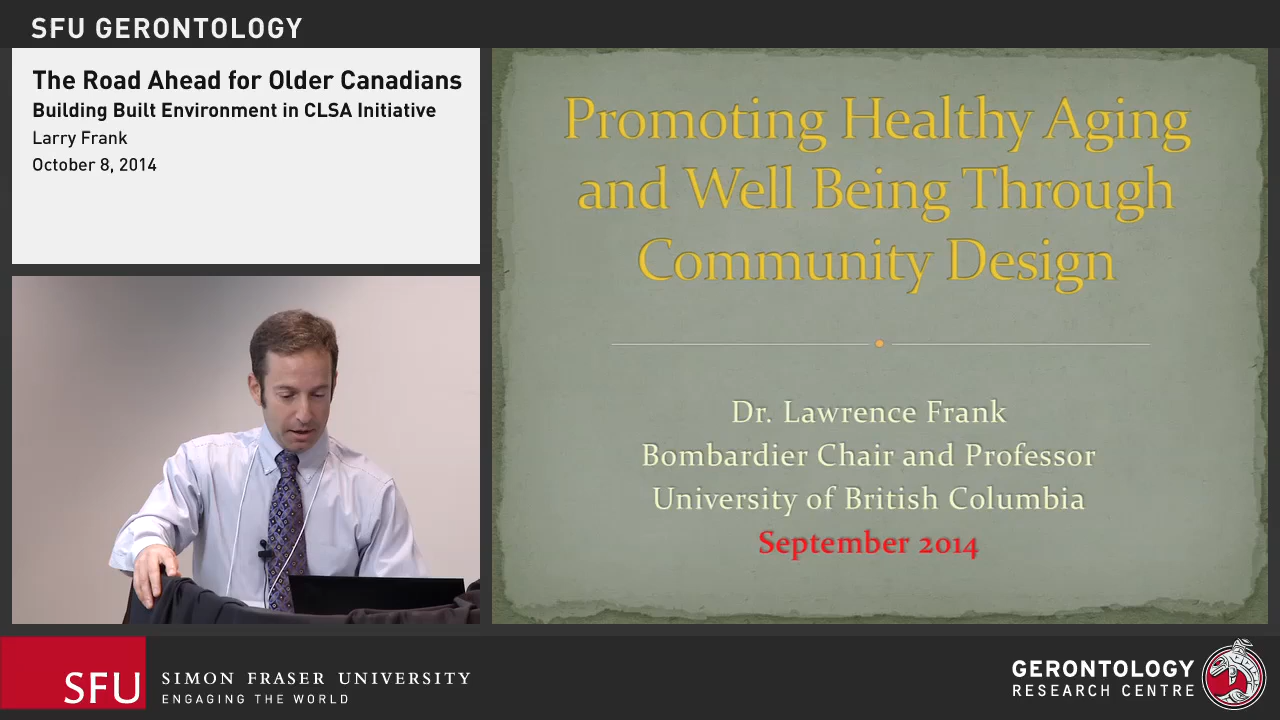 SFU GERONTOLOGY
The Road Ahead for Older Canadians
Building Built Environment in CLSA Initiative
Larry Frank
October 8, 2014
Promoting Healthy Aging
and Well Being Through
Community Design
Dr. Lawrence Frank
Bombardier Chair and Professor
University of British Columbia
September 2014
SFU
SIMON FRASER UNIVERSITY
ENGAGING THE WORLD
GERONTOLOGY
RESEARCH CENTRE